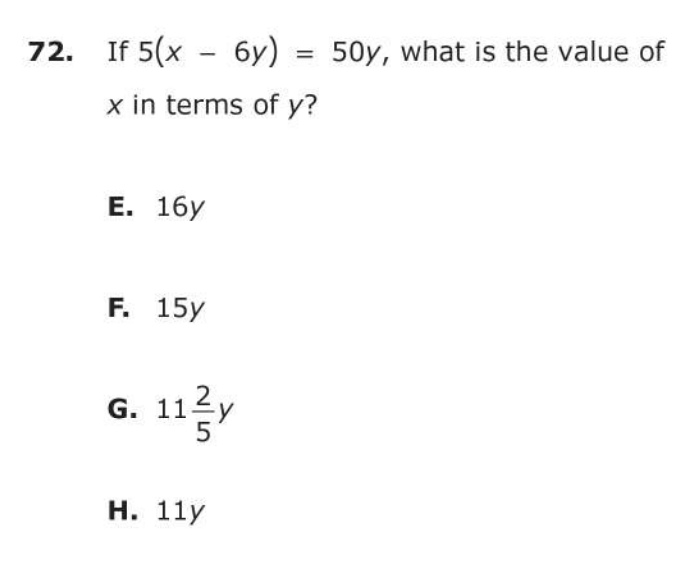 72. If 5(x – 6y) = 50y, what is the value of
x in terms of y?
E. 16y
F. 15y
G. 11 2/5 y
H. 11y